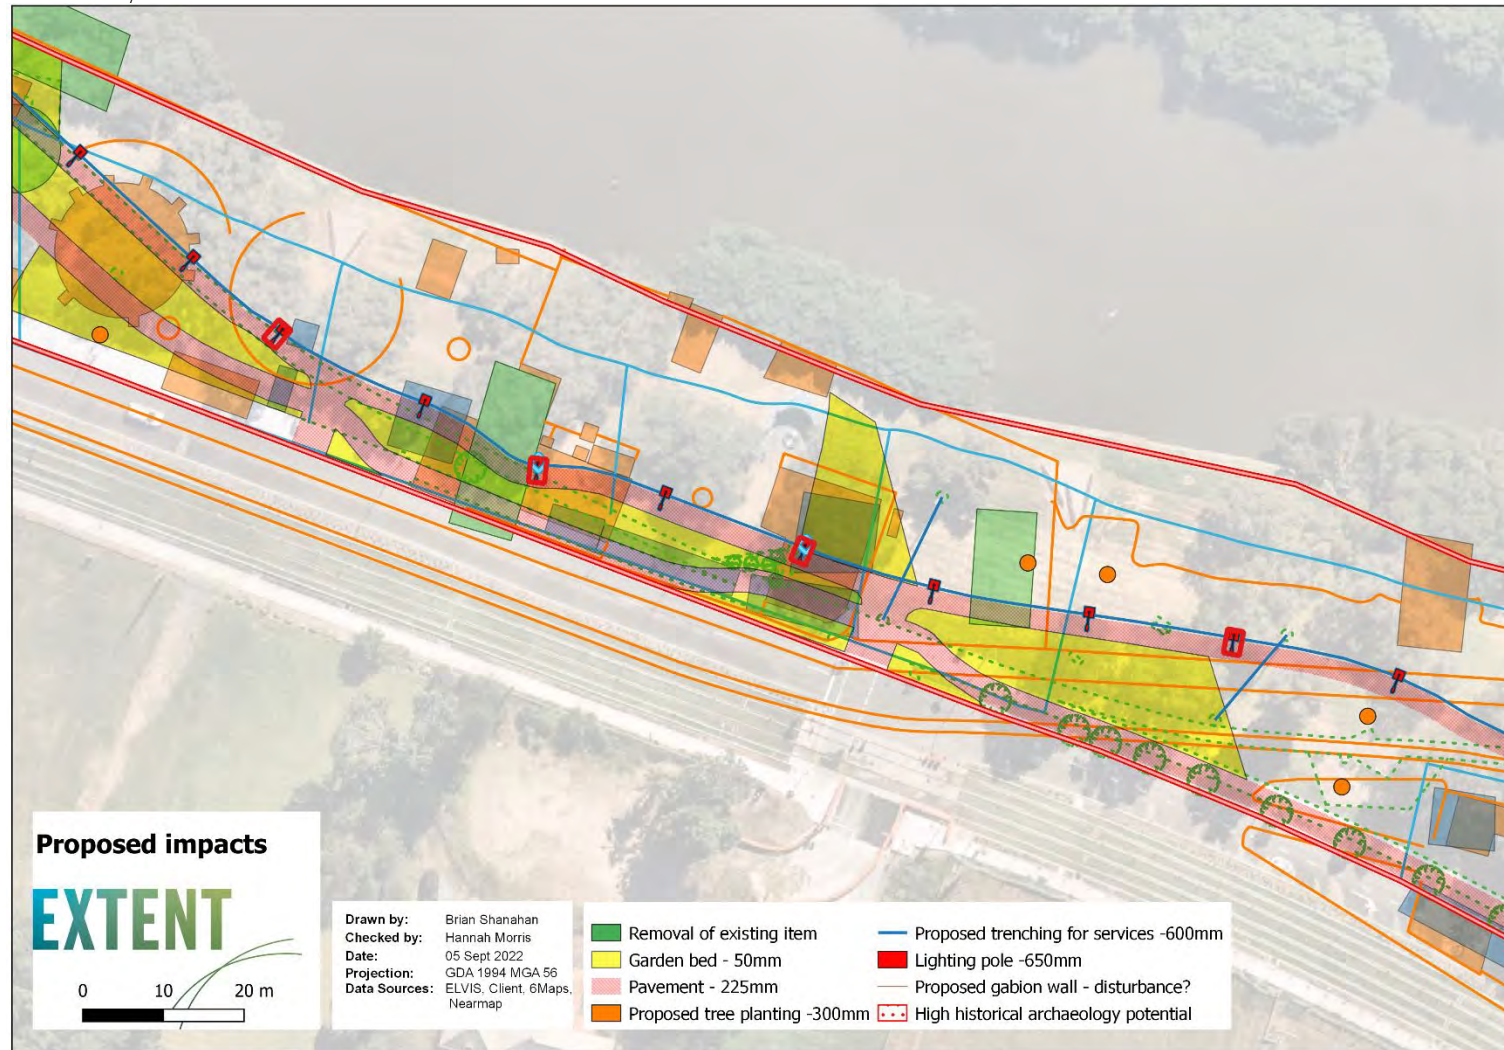 Proposed impacts
EXTENT
0 10 20 m
Drawn by: Brian Shanahan
Checked by: Hannah Morris
Date: 05 Sept 2022
Projection: GDA 1994 MGA 56
Data Sources: ELVIS, Client, 6Maps,
Nearmap
Removal of existing item
Garden bed - 50mm
Pavement - 225mm
Proposed tree planting -300mm
Proposed trenching for services -600mm
Lighting pole -650mm
Proposed gabion wall - disturbance?
High historical archaeology potential